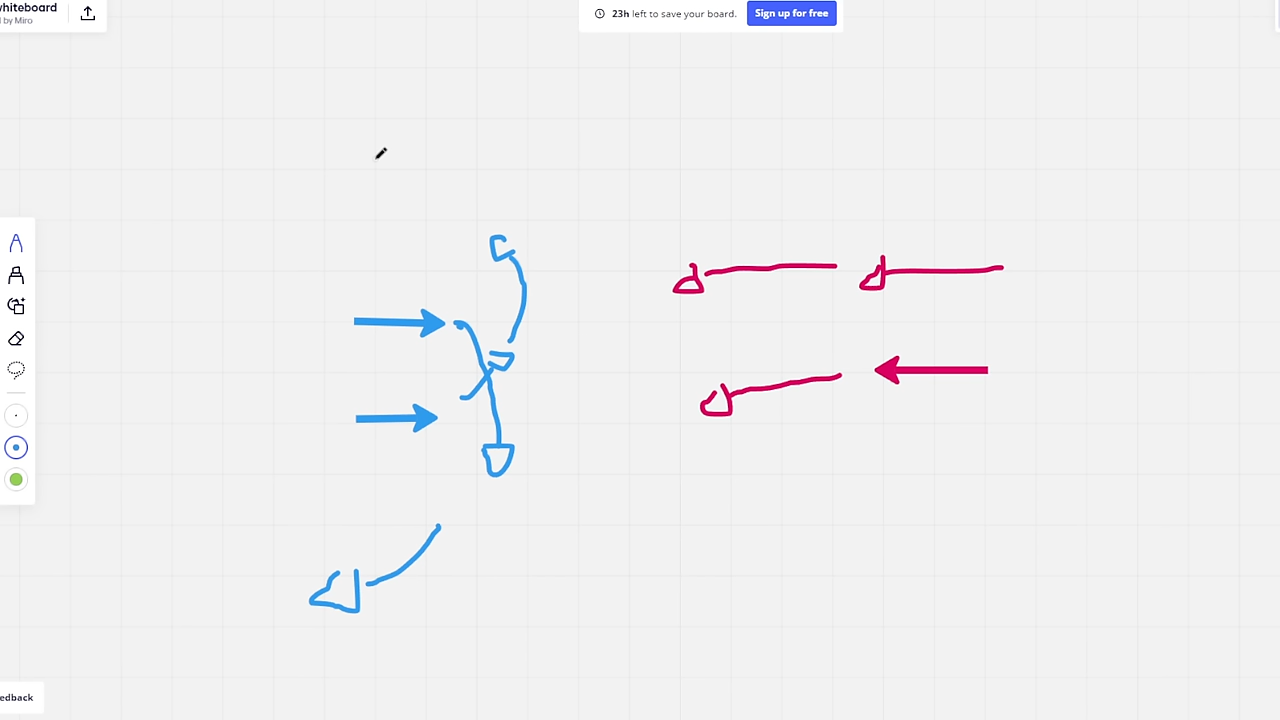 whiteboard
by Miro
23h left to save your board.
Sign up for free
edback